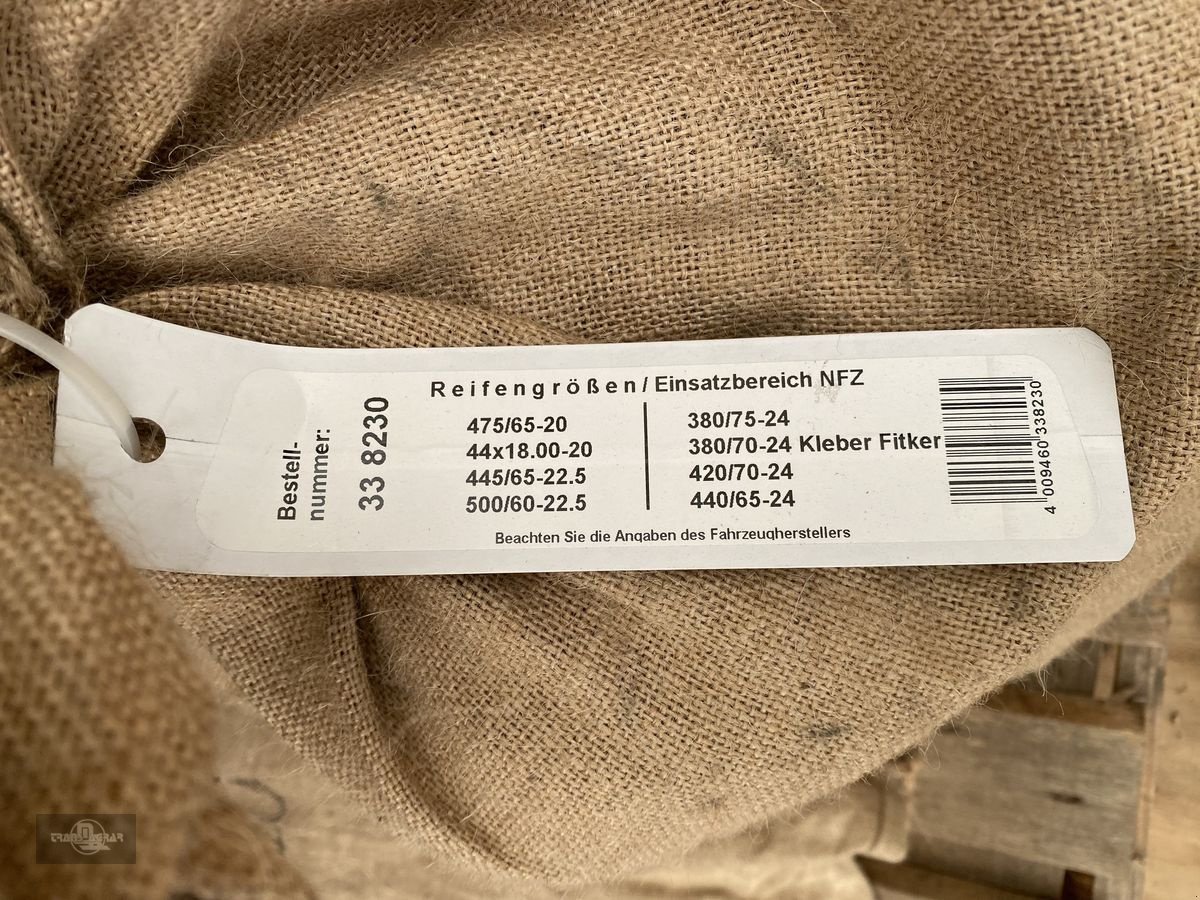 Reifengrößen/Einsatzbereich NFZ
Bestell-
nummer:
33 8230
475/65-20
44x18.00-20
445/65-22.5
500/60-22.5
380/75-24
380/70-24 Kleber Fitker
420/70-24
440/65-24
Beachten Sie die Angaben des Fahrzeugherstellers
4 009460 338230
TRANS AGRAR